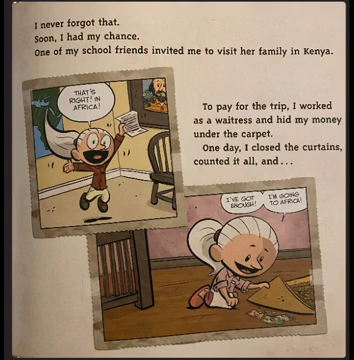 I never forgot that.
Soon, I had my chance.
One of my school friends invited me to visit her family in Kenya.
THAT'S
RIGHT! IN
AFRICA!
To pay for the trip, I worked
as a waitress and hid my money
under the carpet.
One day, I closed the curtains,
counted it all, and...
I'VE GOT
ENOUGH!
I'M GOING
TO AFRICA!